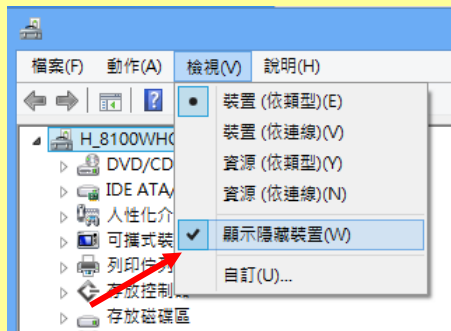 檔案(F) 動作(A) 檢視(V) 說明(H)
裝置 (依類型)(E)
裝置 (依連線)(V)
資源 (依類型)(Y)
資源 (依連線)(N)
顯示隱藏裝置(W)
自訂(U)...
H_8100WHC
DVD/CD
IDE ATA/
人性化介
可攜式裝
列印佇列
存放控制
存放磁碟區